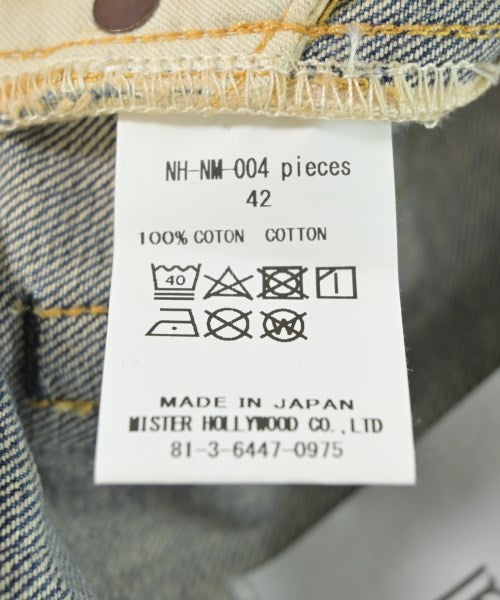 NH-NM-004 pieces
42
100% COTON COTTON
40
W
MADE IN JAPAN
MISTER HOLLYWOOD CO.,LTD
81-3-6447-0975